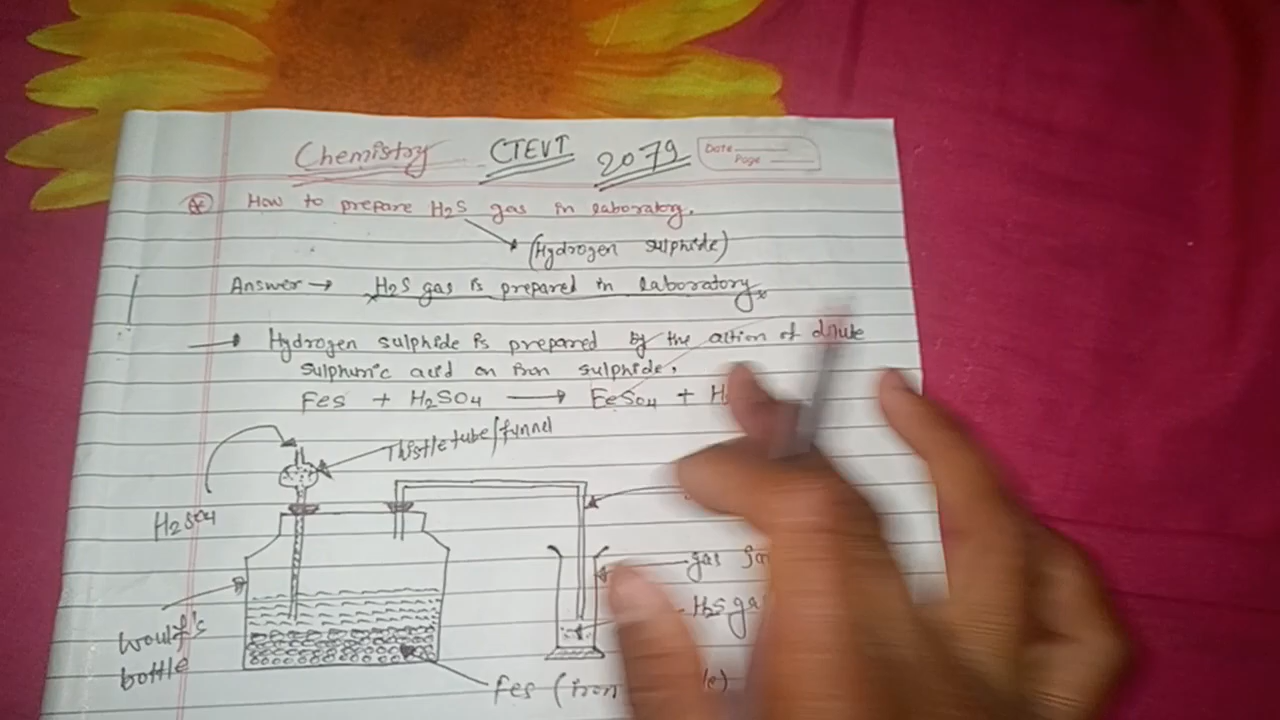 Chemistry CTEVT 2079
Date
Page
How to prepare H2S gas in laboratory.
(Hydrogen sulphide)
Answer → H2S gas is prepared in laboratory
→ Hydrogen sulphide is prepared by the action of dilute
sulphuric acid on iron sulphide.
Fes + H2SO4 → FeSO4 +
Thistle tube/funnel
H2SO4
gas
H2S
Woulf's
bottle
fes (iron